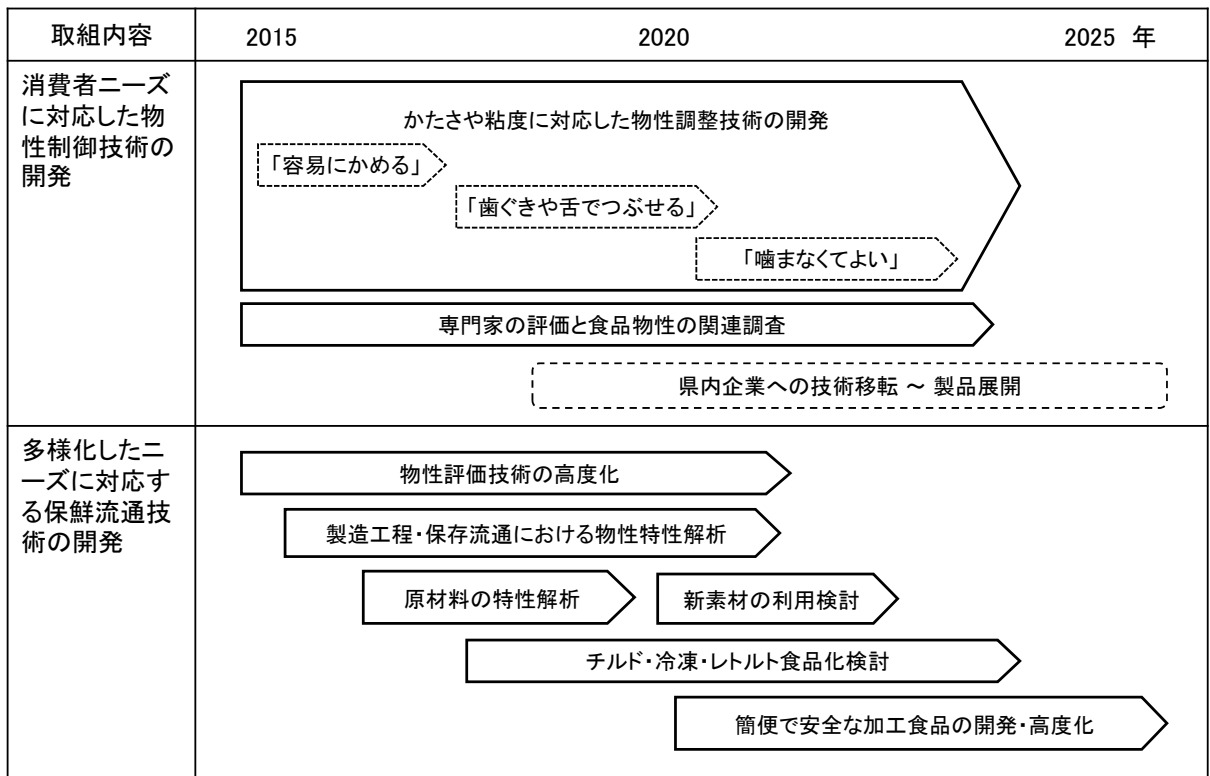 取組内容
2015
2020
2025 年
消費者ニーズ
に対応した物
性制御技術の
開発
かたさや粘度に対応した物性調整技術の開発
「容易にかめる」
「歯ぐきや舌でつぶせる」
「噛まなくてよい」
専門家の評価と食品物性の関連調査
県内企業への技術移転 ～ 製品展開
多様化したニ
ーズに対応す
る保鮮流通技
術の開発
物性評価技術の高度化
製造工程・保存流通における物性特性解析
原材料の特性解析
新素材の利用検討
チルド・冷凍・レトルト食品化検討
簡便で安全な加工食品の開発・高度化